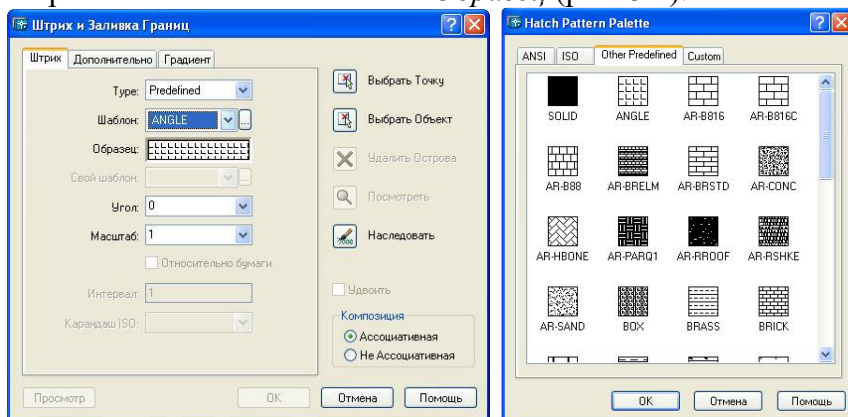 Образец
Штрих и Заливка Границ
Штрих Дополнительно Градиент
Type: Predefined
Шаблон: ANGLE ...
Образец:
Свой шаблон: ...
Угол: 0
Масштаб: 1
Относительно бумаги
Интервал: 1
Карандаш ISO:
Выбрать Точку
Выбрать Объект
Удалить Острова
Посмотреть
Наследовать
Удвоить
Композиция
Ассоциативная
Не Ассоциативная
Просмотр OK Отмена Помощь
Hatch Pattern Palette
ANSI ISO Other Predefined Custom
SOLID ANGLE AR-B816 AR-B816C
AR-B88 AR-BRELM AR-BRSTD AR-CONC
AR-HBONE AR-PARQ1 AR-RROOF AR-RSHKE
AR-SAND BOX BRASS BRICK
OK Отмена Помощь